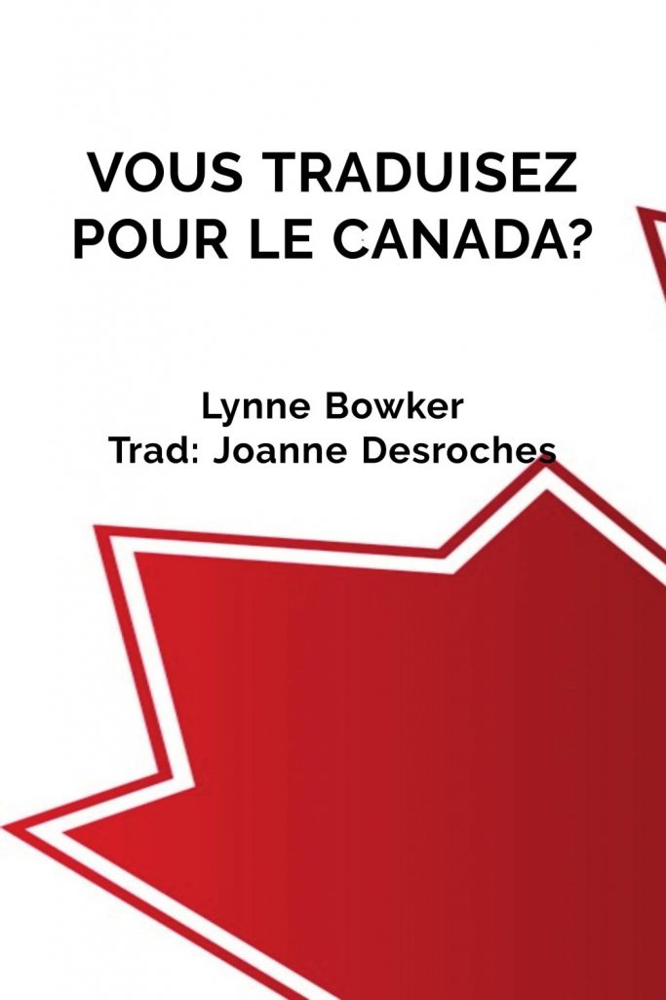 VOUS TRADUISEZ
POUR LE CANADA?
Lynne Bowker
Trad: Joanne Desroches